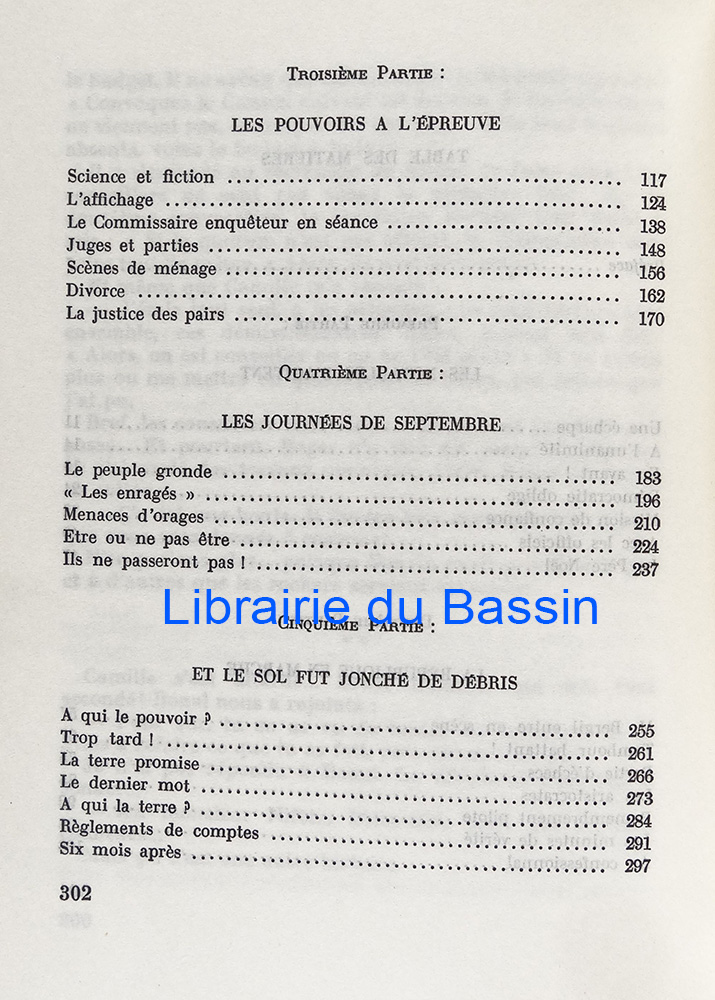 TROISIÈME PARTIE :
LES POUVOIRS A L'ÉPREUVE
Science et fiction ........ 117
L'affichage ........ 124
Le Commissaire enquêteur en séance ........ 138
Juges et parties ........ 148
Scènes de ménage ........ 156
Divorce ........ 162
La justice des pairs ........ 170
QUATRIÈME PARTIE :
LES JOURNÉES DE SEPTEMBRE
Le peuple gronde ........ 183
« Les enragés » ........ 196
Menaces d'orages ........ 210
Etre ou ne pas être ........ 224
Ils ne passeront pas ! ........ 237
Librairie du Bassin
CINQUIÈME PARTIE :
ET LE SOL FUT JONCHÉ DE DÉBRIS
A qui le pouvoir ? ........ 255
Trop tard ! ........ 261
La terre promise ........ 266
Le dernier mot ........ 273
A qui la terre ? ........ 284
Règlements de comptes ........ 291
Six mois après ........ 297
302